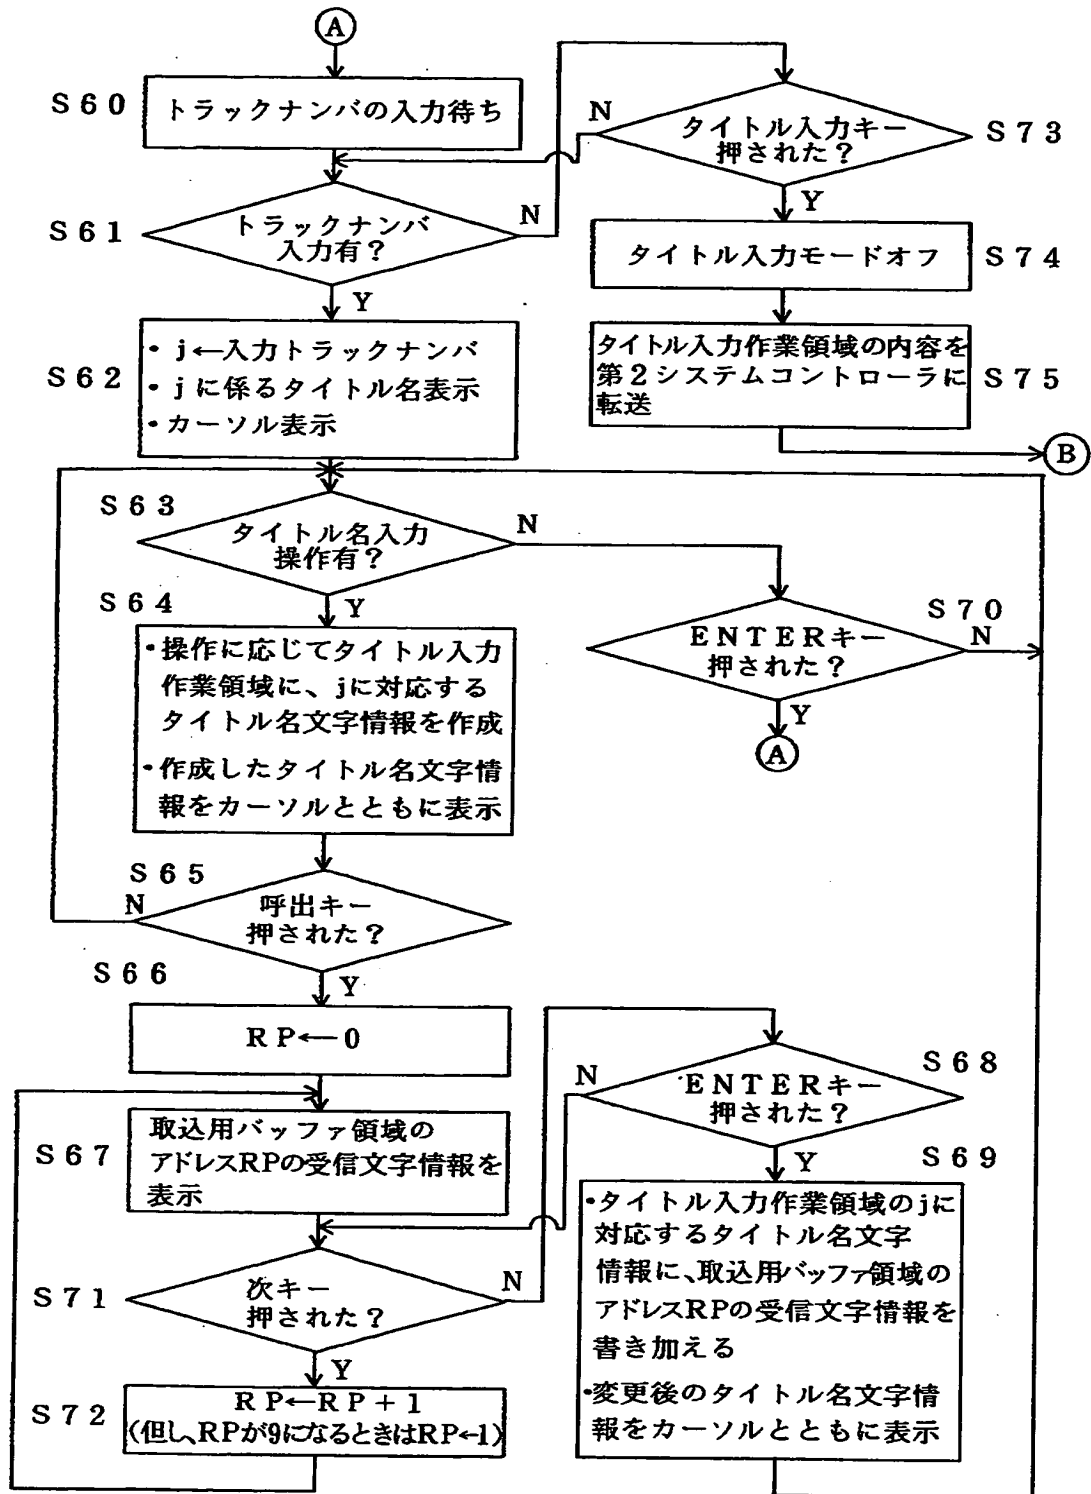 A
S60
トラックナンバの入力待ち
S61
トラックナンバ
入力有?
N
Y
S62
・j←入力トラックナンバ
・jに係るタイトル名表示
・カーソル表示
N
タイトル入力キー
押された?
S73
Y
タイトル入力モードオフ
S74
タイトル入力作業領域の内容を
第2システムコントローラに
転送
S75
B
S63
タイトル名入力
操作有?
N
Y
S64
・操作に応じてタイトル入力
作業領域に、jに対応する
タイトル名文字情報を作成
・作成したタイトル名文字情
報をカーソルとともに表示
S70
ENTERキー
押された?
N
Y
A
S65
N
呼出キー
押された?
Y
S66
RP←0
S67
取込用バッファ領域の
アドレスRPの受信文字情報を
表示
S68
N
ENTERキー
押された?
Y
S69
・タイトル入力作業領域のjに
対応するタイトル名文字
情報に、取込用バッファ領域の
アドレスRPの受信文字情報を
書き加える
・変更後のタイトル名文字情
報をカーソルとともに表示
S71
次キー
押された?
N
Y
S72
RP←RP+1
(但し、RPが9になるときはRP←1)